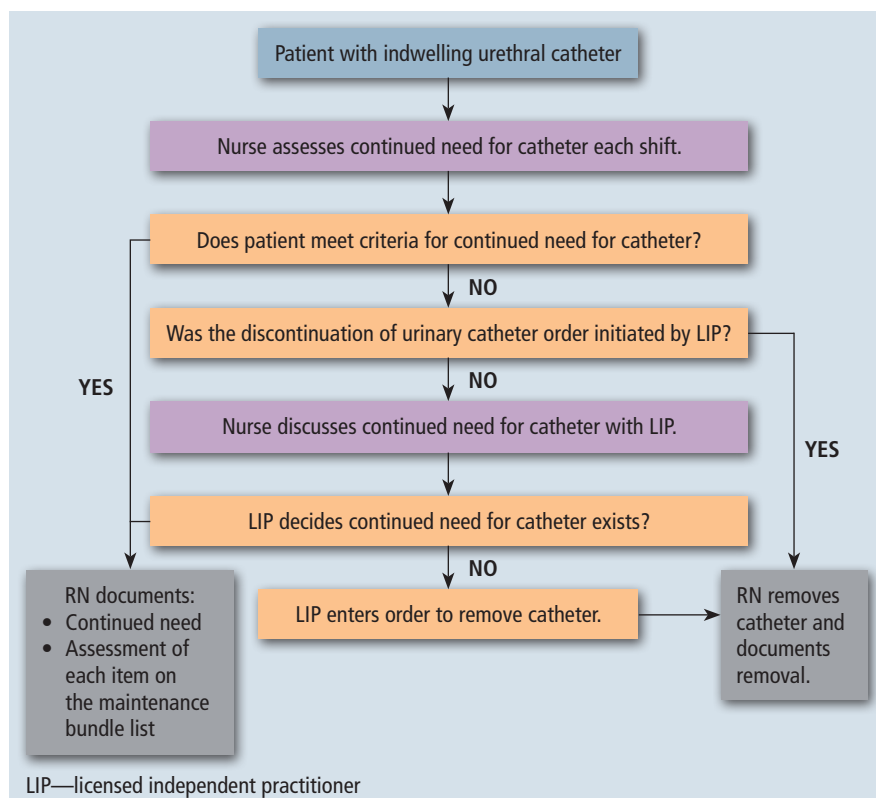 Patient with indwelling urethral catheter
Nurse assesses continued need for catheter each shift.
Does patient meet criteria for continued need for catheter?
NO
Was the discontinuation of urinary catheter order initiated by LIP?
YES
NO
Nurse discusses continued need for catheter with LIP.
YES
LIP decides continued need for catheter exists?
NO
RN documents:
• Continued need
• Assessment of
each item on
the maintenance
bundle list
LIP enters order to remove catheter.
RN removes
catheter and
documents
removal.
LIP—licensed independent practitioner